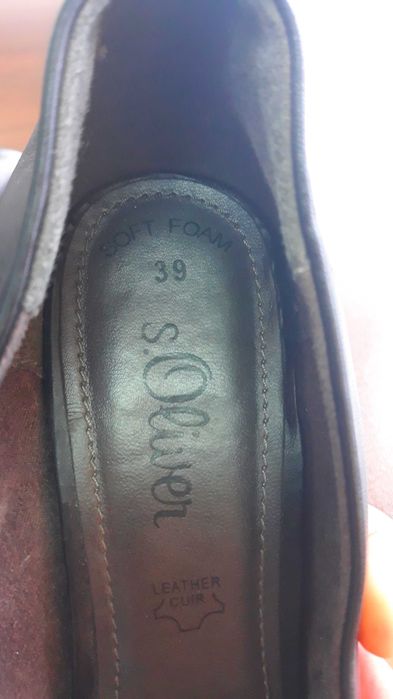 SOFT FOAM
39
s.Oliver
LEATHER
CUIR